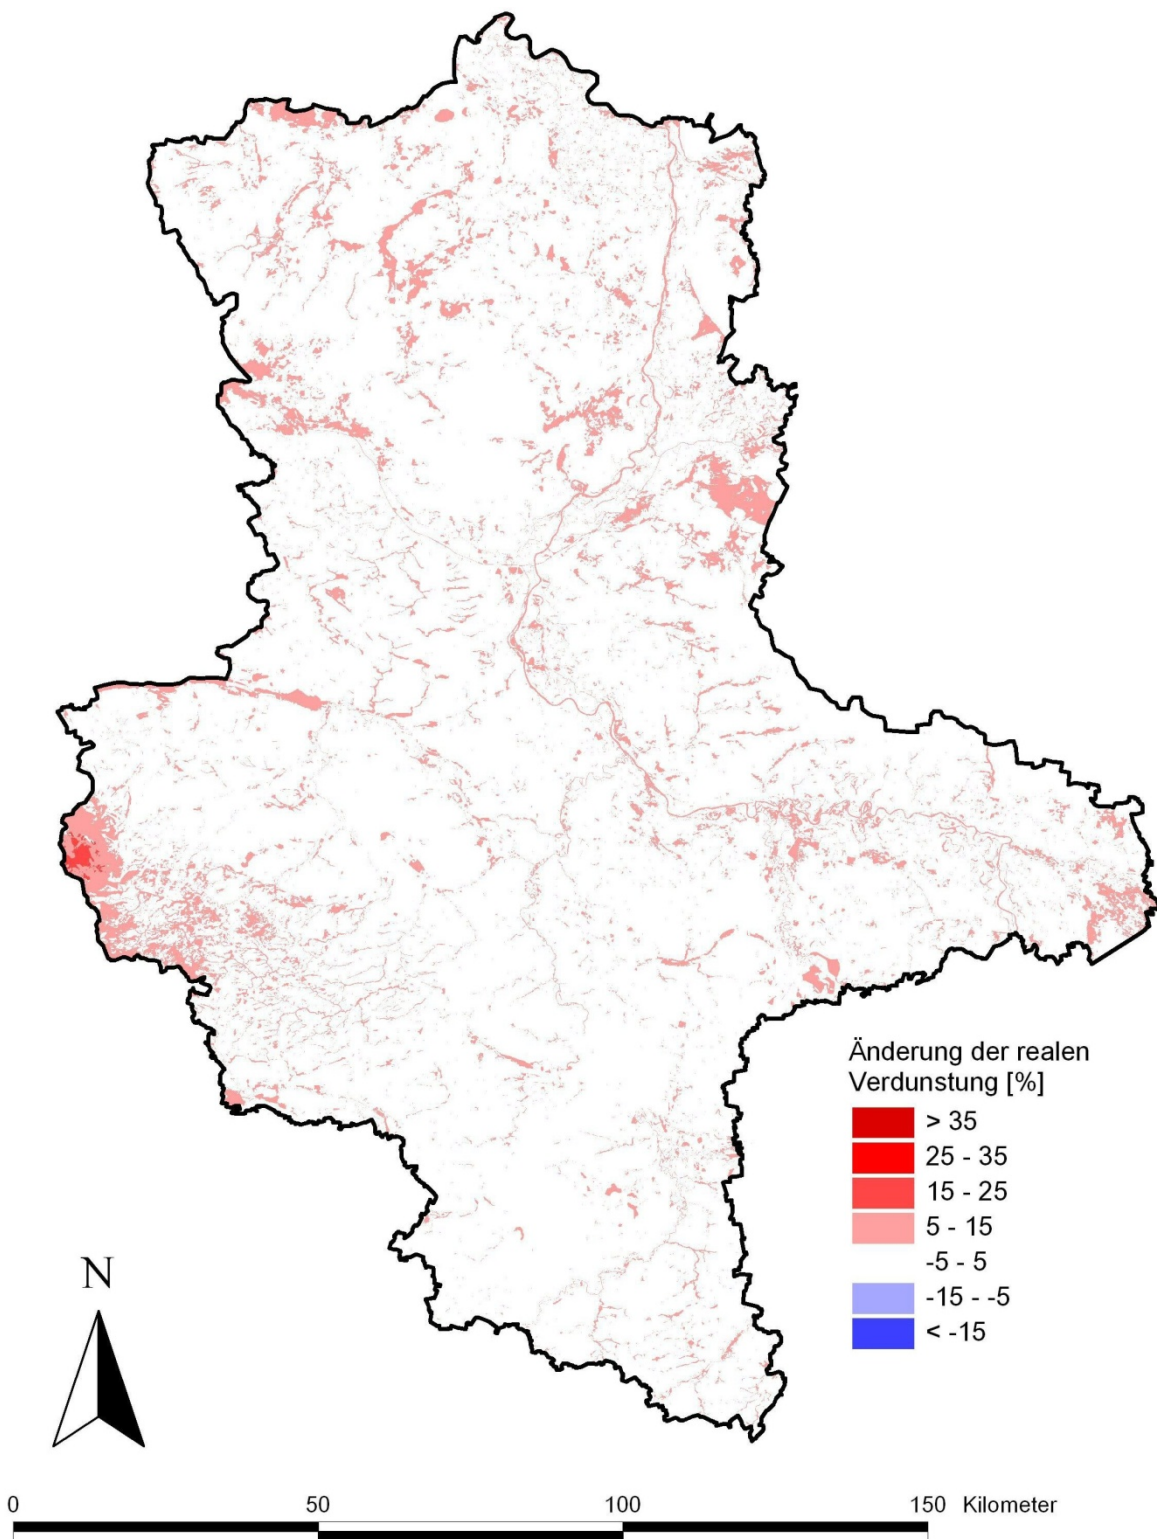 Änderung der realen
Verdunstung [%]
> 35
25 - 35
15 - 25
5 - 15
-5 - 5
-15 - -5
< -15
N
0 50 100 150 Kilometer